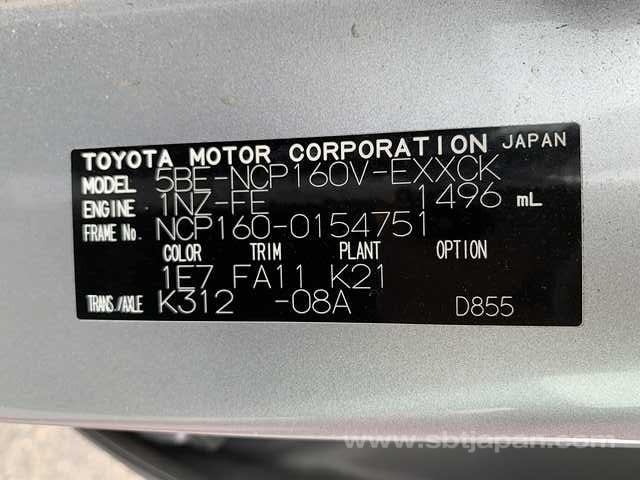 TOYOTA MOTOR CORPORATION JAPAN
MODEL 5BE-NCP160V-EXXCK
ENGINE 1NZ-FE 1496 mL
FRAME No. NCP160-0154751
COLOR TRIM PLANT OPTION
1E7 FA11 K21
TRANS./AXLE K312 -08A D855
www.sbtjapan.com